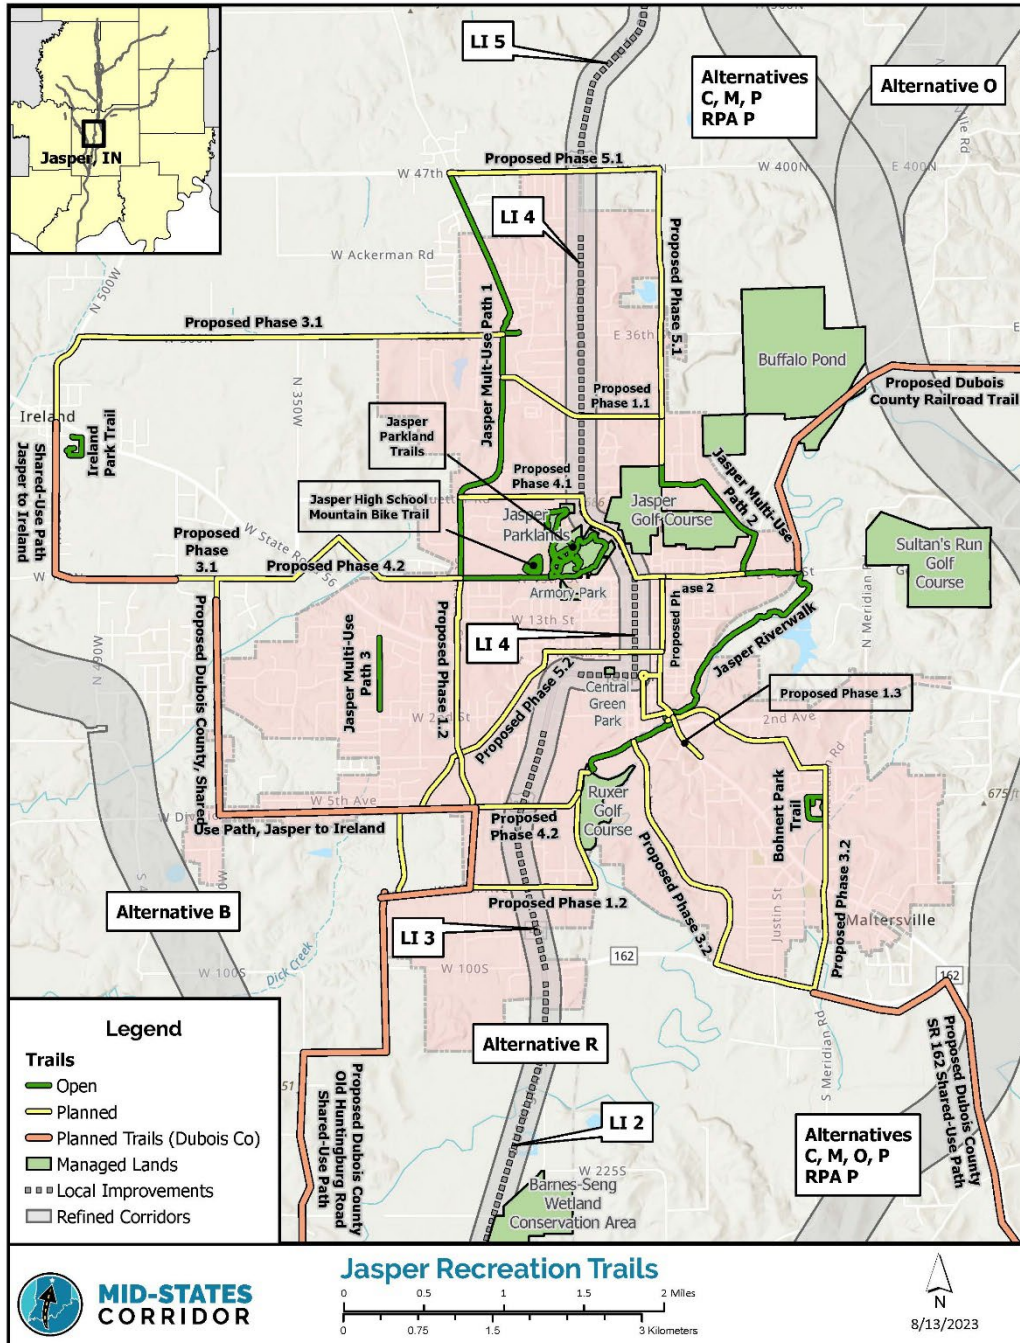 Jasper, IN
LI 5
Alternatives
C, M, P
RPA P
Alternative O
W 400N
E 400N
Proposed Phase 5.1
W 47th
LI 4
W Ackerman Rd
N 500W
Proposed Phase 5.1
Jasper Mult-Use Path 1
Proposed Phase 3.1
E 36th
Buffalo Pond
Proposed Dubois
County Railroad Trail
N 350W
Proposed
Phase 1.1
Ireland
Ireland
Park Trail
Shared-Use Path
Jasper to Ireland
Jasper
Parkland
Trails
Jasper High School
Mountain Bike Trail
Proposed
Phase 4.1
Jasper
Parklands
Jasper
Golf Course
Jasper Multi-Use
Path 2
Sultan's Run
Golf
Course
W State Road 56
Proposed
Phase
3.1
Proposed Phase 4.2
Armory Park
W 13th St
Proposed Phase 2
N Meridian Rd
Jasper Riverwalk
LI 4
N 490W
Proposed Dubois County, Shared
Use Path, Jasper to Ireland
Jasper Multi-Use
Path 3
Proposed Phase 1.2
Proposed Phase 5.2
Central
Green
Park
Proposed Phase 1.3
2nd Ave
W 5th Ave
Proposed
Phase 4.2
Ruxer
Golf
Course
Bohnert Park
Trail
675 ft
Proposed Phase 3.2
Proposed Phase 3.2
Justin St
Maltersville
Proposed Phase 1.2
Alternative B
LI 3
162
162
W 100S
Dick Creek
Alternative R
S Meridian Rd
Proposed Dubois County
SR 162 Shared-Use Path
Proposed Dubois County
Old Huntingburg Road
Shared-Use Path
LI 2
W 225S
Barnes-Seng
Wetland
Conservation Area
Alternatives
C, M, O, P
RPA P
Legend
Trails
Open
Planned
Planned Trails (Dubois Co)
Managed Lands
Local Improvements
Refined Corridors
MID-STATES
CORRIDOR
Jasper Recreation Trails
0 0.5 1 1.5 2 Miles
0 0.75 1.5 3 Kilometers
N
8/13/2023